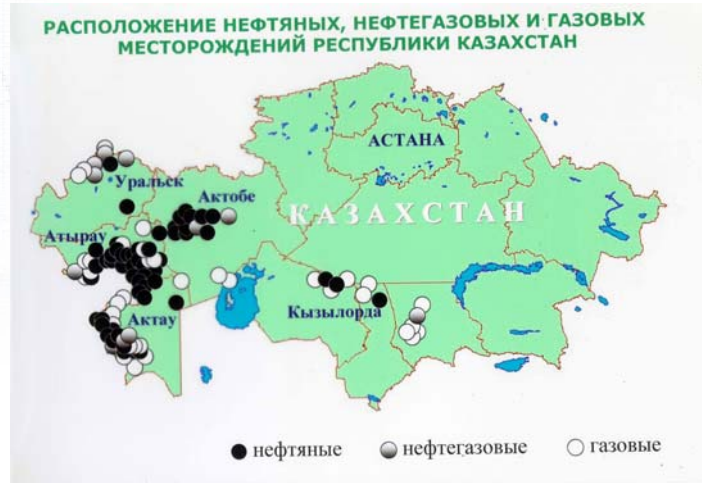 РАСПОЛОЖЕНИЕ НЕФТЯНЫХ, НЕФТЕГАЗОВЫХ И ГАЗОВЫХ
МЕСТОРОЖДЕНИЙ РЕСПУБЛИКИ КАЗАХСТАН
АСТАНА
Уральск
Актобе
КАЗАХСТАН
Атырау
Кызылорда
Актау
нефтяные
нефтегазовые
газовые